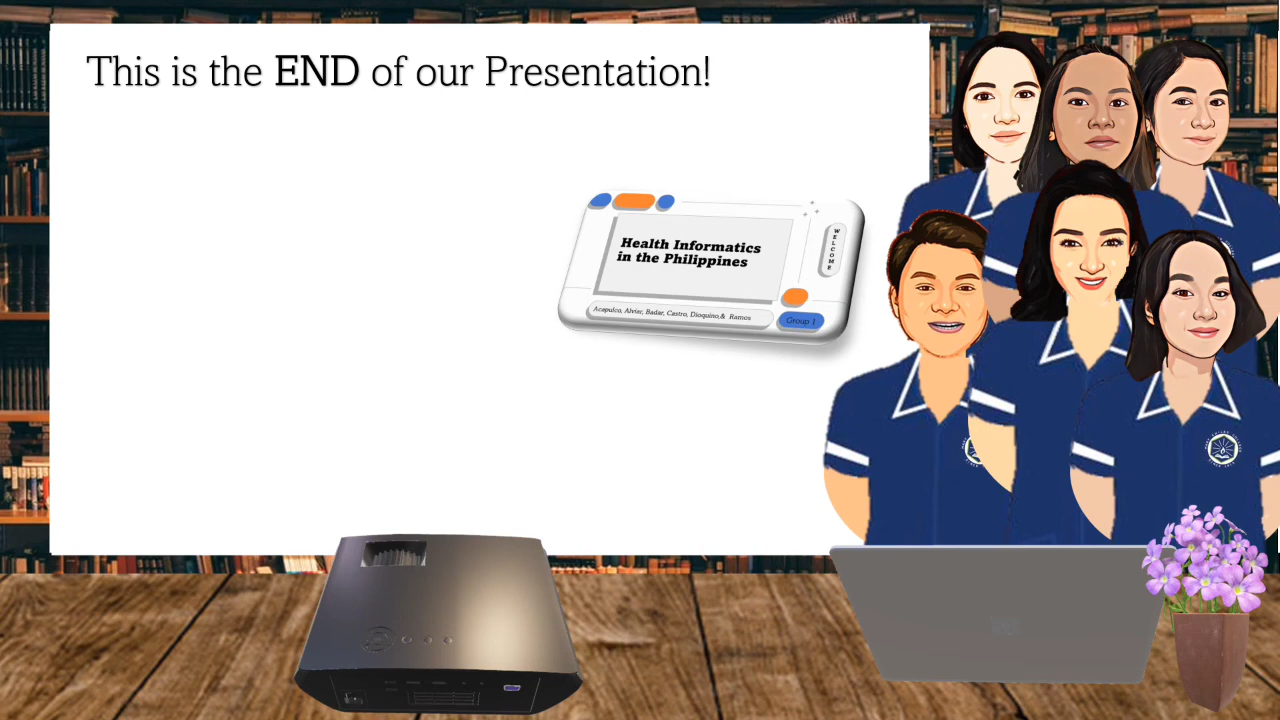 This is the END of our Presentation!
Health Informatics
in the Philippines
WELCOME
Acapulco, Alvier, Badar, Castro, Dioquino,& Ramos
Group 1